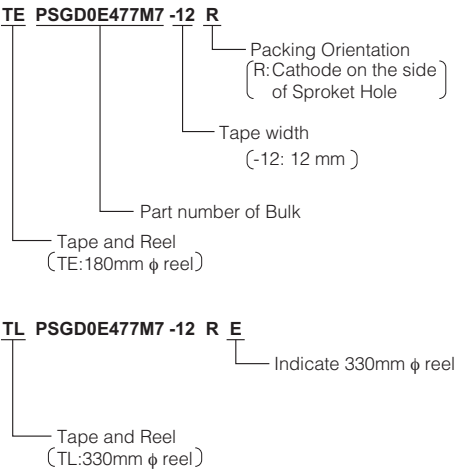 TE PSGD0E477M7 -12 R
Packing Orientation
(R:Cathode on the side
of Sproket Hole)
Tape width
(-12: 12 mm )
Part number of Bulk
Tape and Reel
(TE:180mm ϕ reel)
TL PSGD0E477M7 -12 R E
Indicate 330mm ϕ reel
Tape and Reel
(TL:330mm ϕ reel)